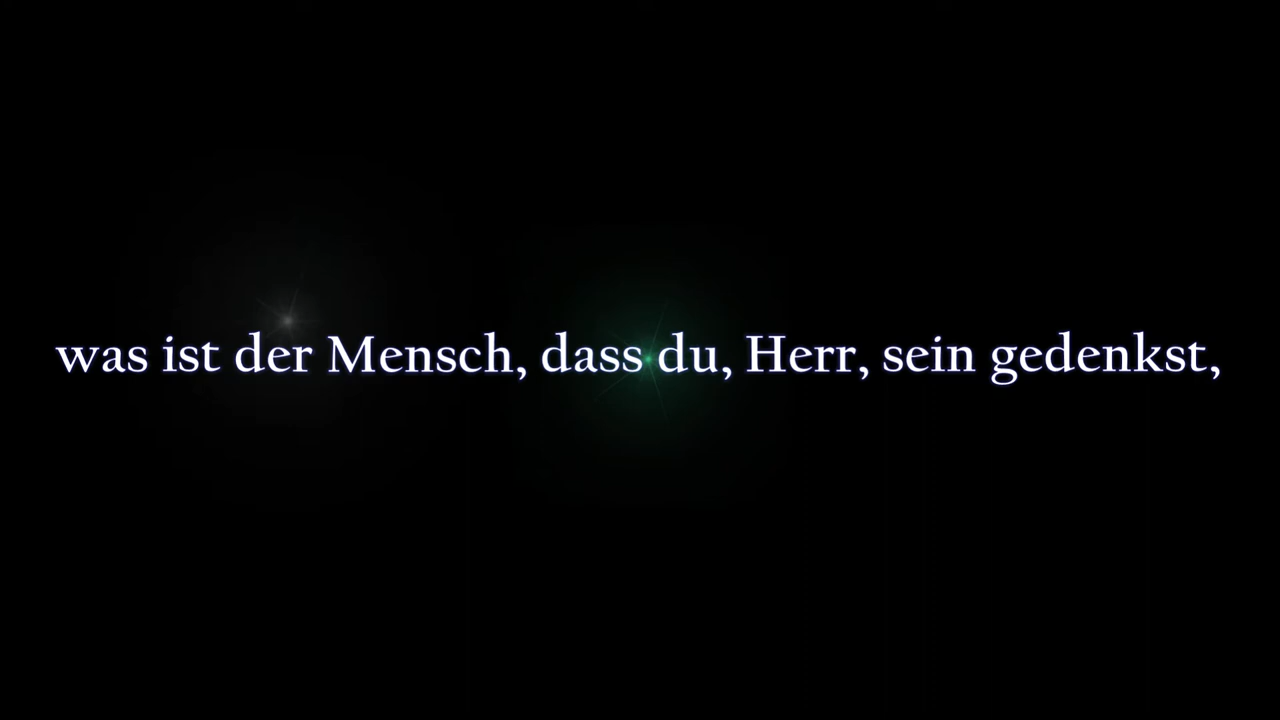 was ist der Mensch, dass du, Herr, sein gedenkst,